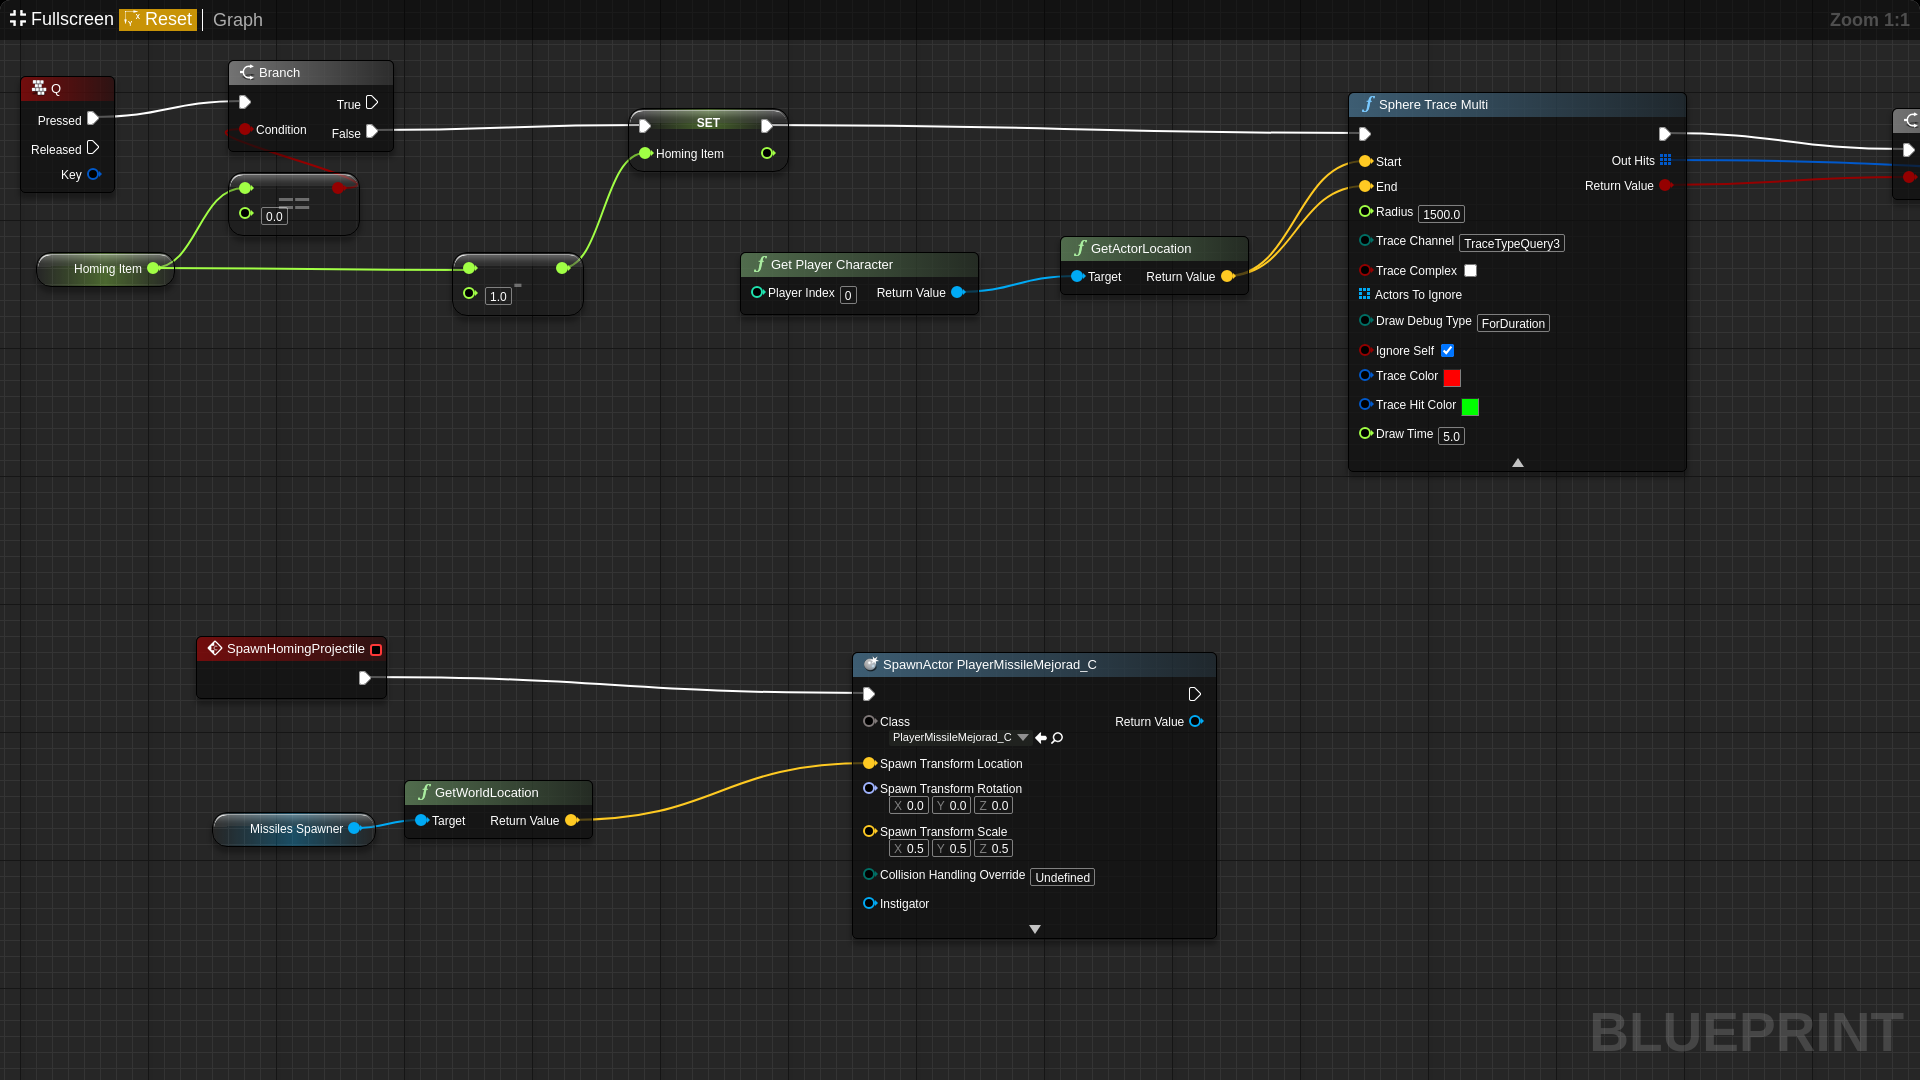 Fullscreen Reset Graph
Zoom 1:1
Q
Pressed
Released
Key
Branch
True
Condition
False
0.0
==
Homing Item
1.0
-
SET
Homing Item
Get Player Character
Player Index 0
Return Value
GetActorLocation
Target
Return Value
Sphere Trace Multi
Start
Out Hits
End
Return Value
Radius 1500.0
Trace Channel TraceTypeQuery3
Trace Complex
Actors To Ignore
Draw Debug Type ForDuration
Ignore Self
Trace Color
Trace Hit Color
Draw Time 5.0
SpawnHomingProjectile
Missiles Spawner
GetWorldLocation
Target
Return Value
SpawnActor PlayerMissileMejorad_C
Class
Return Value
PlayerMissileMejorad_C
Spawn Transform Location
Spawn Transform Rotation
X 0.0 Y 0.0 Z 0.0
Spawn Transform Scale
X 0.5 Y 0.5 Z 0.5
Collision Handling Override Undefined
Instigator
BLUEPRINT